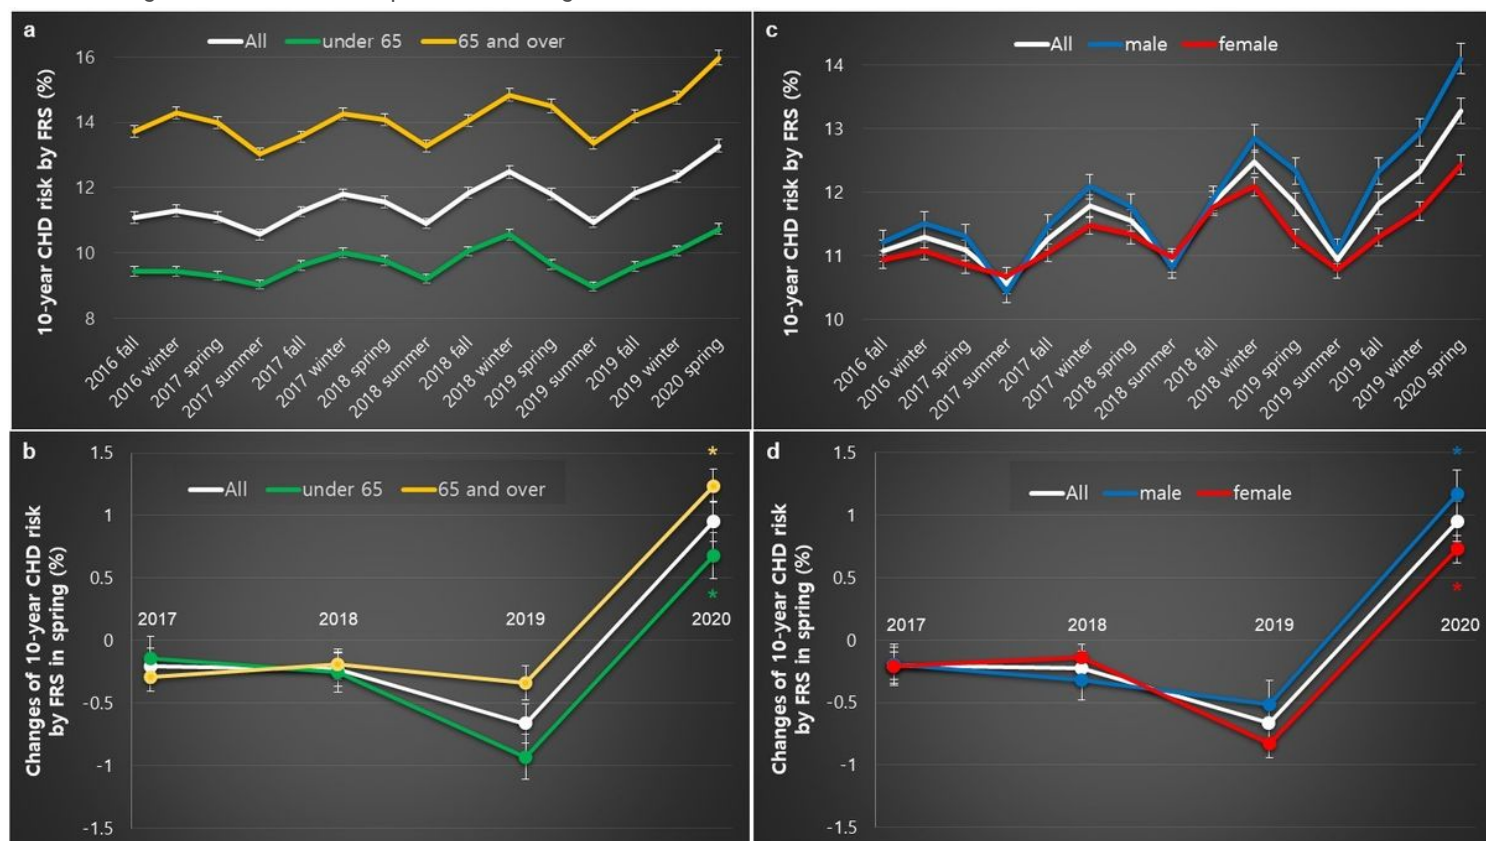 a
All under 65 65 and over
10-year CHD risk by FRS (%)
16
14
12
10
8
2016 fall
2016 winter
2017 spring
2017 summer
2017 fall
2017 winter
2018 spring
2018 summer
2018 fall
2018 winter
2019 spring
2019 summer
2019 fall
2019 winter
2020 spring
c
All male female
10-year CHD risk by FRS (%)
14
13
12
11
10
2016 fall
2016 winter
2017 spring
2017 summer
2017 fall
2017 winter
2018 spring
2018 summer
2018 fall
2018 winter
2019 spring
2019 summer
2019 fall
2019 winter
2020 spring
b
All under 65 65 and over
Changes of 10-year CHD risk
by FRS in spring (%)
1.5
1
0.5
0
-0.5
-1
-1.5
2017 2018 2019 2020
*
*
d
All male female
Changes of 10-year CHD risk
by FRS in spring (%)
1.5
1
0.5
0
-0.5
-1
-1.5
2017 2018 2019 2020
*
*